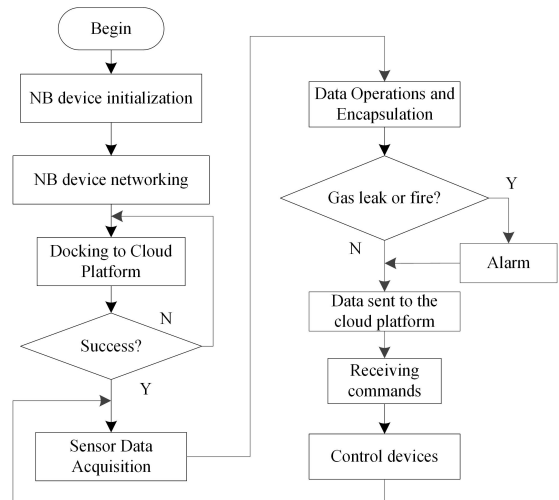 Begin
NB device initialization
NB device networking
Docking to Cloud
Platform
N
Success?
Y
Sensor Data
Acquisition
Data Operations and
Encapsulation
Y
Gas leak or fire?
N
Alarm
Data sent to the
cloud platform
Receiving
commands
Control devices